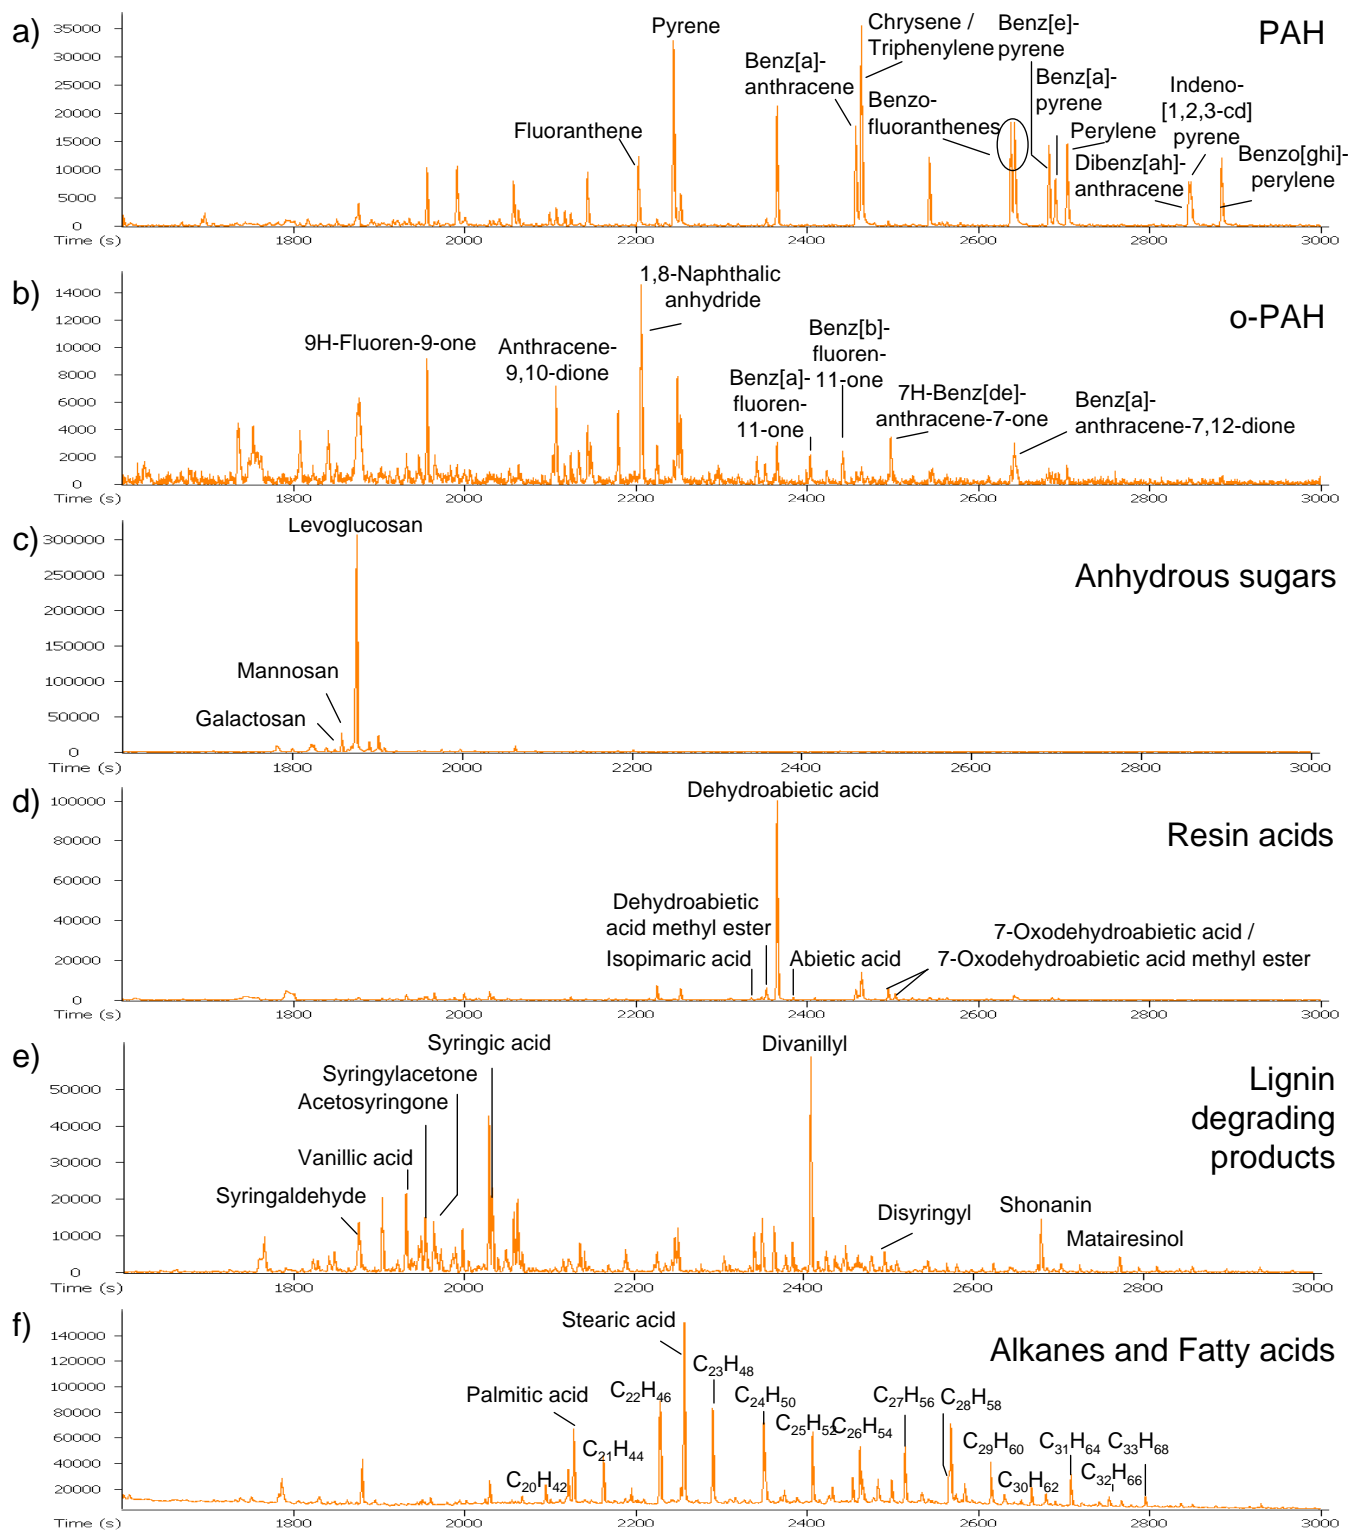 a)
PAH
35000
30000
25000
20000
15000
10000
5000
0
Time (s)
1800
2000
2200
2400
2600
2800
3000
Fluoranthene
Pyrene
Benz[a]-
anthracene
Chrysene /
Triphenylene
Benzo-
fluoranthenes
Benz[e]-
pyrene
Benz[a]-
pyrene
Perylene
Dibenz[ah]-
anthracene
Indeno-
[1,2,3-cd]
pyrene
Benzo[ghi]-
perylene
b)
o-PAH
14000
12000
10000
8000
6000
4000
2000
0
Time (s)
1800
2000
2200
2400
2600
2800
3000
9H-Fluoren-9-one
Anthracene-
9,10-dione
1,8-Naphthalic
anhydride
Benz[a]-
fluoren-
11-one
Benz[b]-
fluoren-
11-one
7H-Benz[de]-
anthracene-7-one
Benz[a]-
anthracene-7,12-dione
c)
Anhydrous sugars
300000
250000
200000
150000
100000
50000
0
Time (s)
1800
2000
2200
2400
2600
2800
3000
Levoglucosan
Mannosan
Galactosan
d)
Resin acids
100000
80000
60000
40000
20000
0
Time (s)
1800
2000
2200
2400
2600
2800
3000
Dehydroabietic acid
Dehydroabietic
acid methyl ester
Isopimaric acid
Abietic acid
7-Oxodehydroabietic acid /
7-Oxodehydroabietic acid methyl ester
e)
Lignin
degrading
products
50000
40000
30000
20000
10000
0
Time (s)
1800
2000
2200
2400
2600
2800
3000
Syringic acid
Syringylacetone
Acetosyringone
Vanillic acid
Syringaldehyde
Divanillyl
Disyringyl
Shonanin
Matairesinol
f)
Alkanes and Fatty acids
140000
120000
100000
80000
60000
40000
20000
Time (s)
1800
2000
2200
2400
2600
2800
3000
Stearic acid
Palmitic acid
C₂₀H₄₂
C₂₁H₄₄
C₂₂H₄₆
C₂₃H₄₈
C₂₄H₅₀
C₂₅H₅₂
C₂₆H₅₄
C₂₇H₅₆
C₂₈H₅₈
C₂₉H₆₀
C₃₀H₆₂
C₃₁H₆₄
C₃₂H₆₆
C₃₃H₆₈